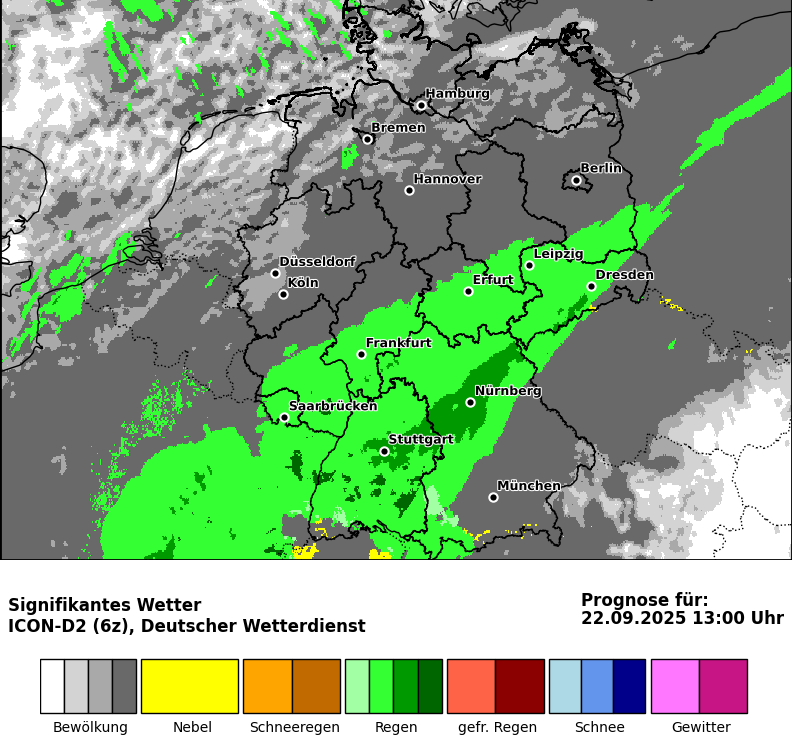 Hamburg
Bremen
Berlin
Hannover
Leipzig
Düsseldorf
Dresden
Köln
Erfurt
Frankfurt
Nürnberg
Saarbrücken
Stuttgart
München
Signifikantes Wetter
ICON-D2 (6z), Deutscher Wetterdienst
Prognose für:
22.09.2025 13:00 Uhr
Bewölkung Nebel Schneeregen Regen gefr. Regen Schnee Gewitter